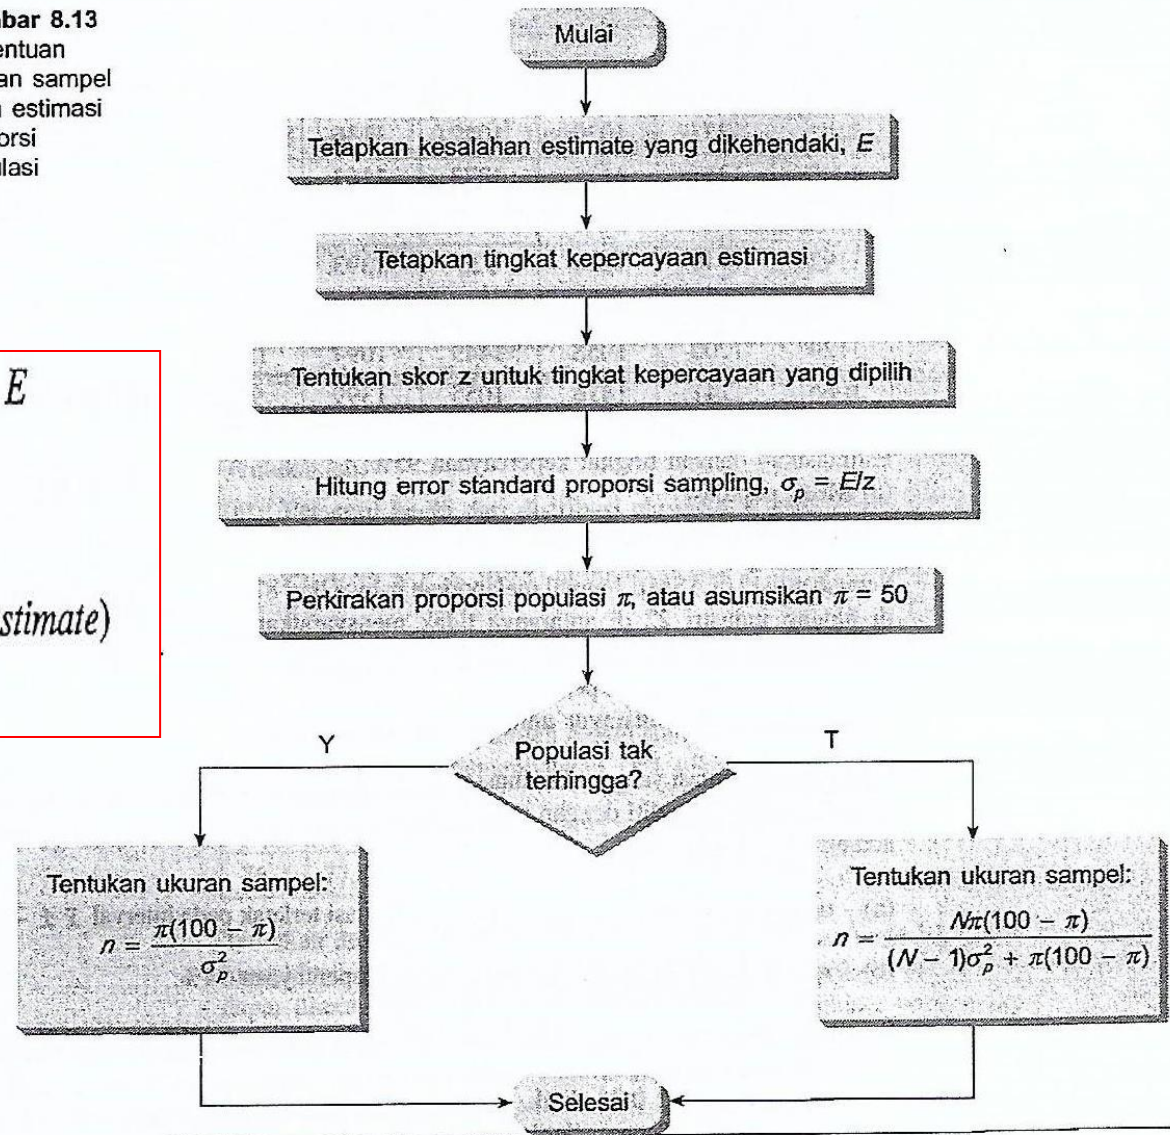 bar 8.13
entuan
an sampel
estimasi
orsi
ulasi
Mulai
Tetapkan kesalahan estimate yang dikehendaki, E
Tetapkan tingkat kepercayaan estimasi
Tentukan skor z untuk tingkat kepercayaan yang dipilih
E
Hitung error standard proporsi sampling, σp = E/z
Perkirakan proporsi populasi π, atau asumsikan π = 50
stimate)
Populasi tak
terhingga?
Y
T
Tentukan ukuran sampel:
n = π(100 - π) / σp²
Tentukan ukuran sampel:
n = Nπ(100 - π) / (N - 1)σp² + π(100 - π)
Selesai